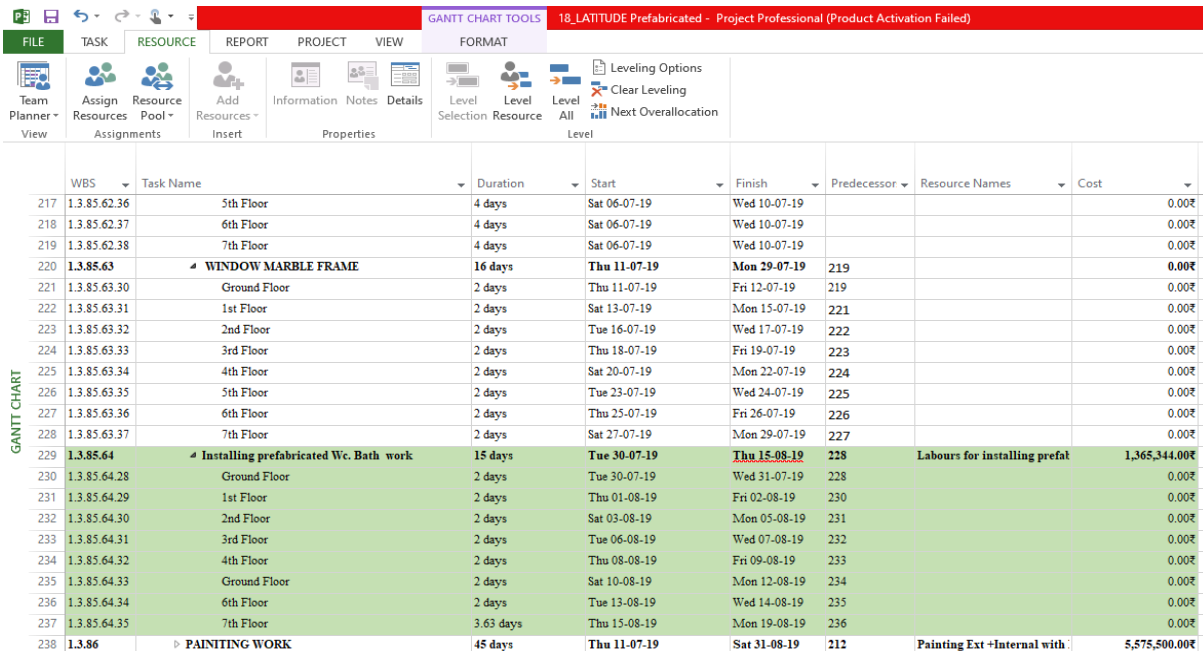 GANTT CHART TOOLS 18_LATITUDE Prefabricated - Project Professional (Product Activation Failed)
FILE TASK RESOURCE REPORT PROJECT VIEW FORMAT
Team Planner Assign Resources Resource Pool Add Resources Information Notes Details Level Selection Level Resource Level All Leveling Options
Clear Leveling
Next Overallocation
View Assignments Insert Properties Level
WBS Task Name Duration Start Finish Predecessor Resource Names Cost
217 1.3.85.62.36 5th Floor 4 days Sat 06-07-19 Wed 10-07-19 0.00₹
218 1.3.85.62.37 6th Floor 4 days Sat 06-07-19 Wed 10-07-19 0.00₹
219 1.3.85.62.38 7th Floor 4 days Sat 06-07-19 Wed 10-07-19 0.00₹
220 1.3.85.63 WINDOW MARBLE FRAME 16 days Thu 11-07-19 Mon 29-07-19 219 0.00₹
221 1.3.85.63.30 Ground Floor 2 days Thu 11-07-19 Fri 12-07-19 219 0.00₹
222 1.3.85.63.31 1st Floor 2 days Sat 13-07-19 Mon 15-07-19 221 0.00₹
223 1.3.85.63.32 2nd Floor 2 days Tue 16-07-19 Wed 17-07-19 222 0.00₹
224 1.3.85.63.33 3rd Floor 2 days Thu 18-07-19 Fri 19-07-19 223 0.00₹
225 1.3.85.63.34 4th Floor 2 days Sat 20-07-19 Mon 22-07-19 224 0.00₹
226 1.3.85.63.35 5th Floor 2 days Tue 23-07-19 Wed 24-07-19 225 0.00₹
227 1.3.85.63.36 6th Floor 2 days Thu 25-07-19 Fri 26-07-19 226 0.00₹
228 1.3.85.63.37 7th Floor 2 days Sat 27-07-19 Mon 29-07-19 227 0.00₹
229 1.3.85.64 Installing prefabricated Wc. Bath work 15 days Tue 30-07-19 Thu 15-08-19 228 Labours for installing prefab 1,365,344.00₹
230 1.3.85.64.28 Ground Floor 2 days Tue 30-07-19 Wed 31-07-19 228 0.00₹
231 1.3.85.64.29 1st Floor 2 days Thu 01-08-19 Fri 02-08-19 230 0.00₹
232 1.3.85.64.30 2nd Floor 2 days Sat 03-08-19 Mon 05-08-19 231 0.00₹
233 1.3.85.64.31 3rd Floor 2 days Tue 06-08-19 Wed 07-08-19 232 0.00₹
234 1.3.85.64.32 4th Floor 2 days Thu 08-08-19 Fri 09-08-19 233 0.00₹
235 1.3.85.64.33 Ground Floor 2 days Sat 10-08-19 Mon 12-08-19 234 0.00₹
236 1.3.85.64.34 6th Floor 2 days Tue 13-08-19 Wed 14-08-19 235 0.00₹
237 1.3.85.64.35 7th Floor 3.63 days Thu 15-08-19 Mon 19-08-19 236 0.00₹
238 1.3.86 PAINITING WORK 45 days Thu 11-07-19 Sat 31-08-19 212 Painting Ext +Internal with 5,575,500.00₹
GANTT CHART